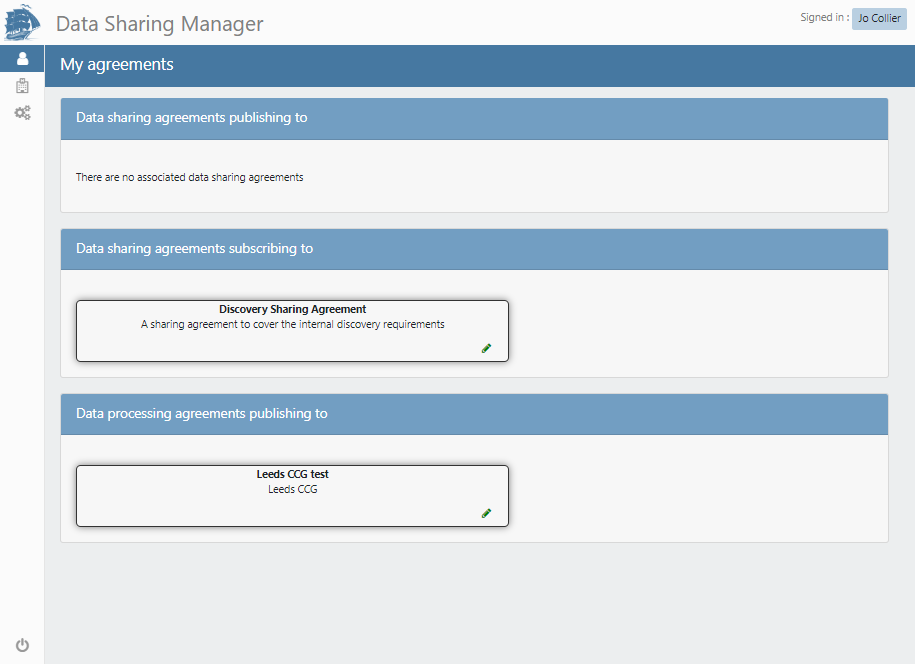 Data Sharing Manager
Signed in : Jo Collier
My agreements
Data sharing agreements publishing to
There are no associated data sharing agreements
Data sharing agreements subscribing to
Discovery Sharing Agreement
A sharing agreement to cover the internal discovery requirements
Data processing agreements publishing to
Leeds CCG test
Leeds CCG